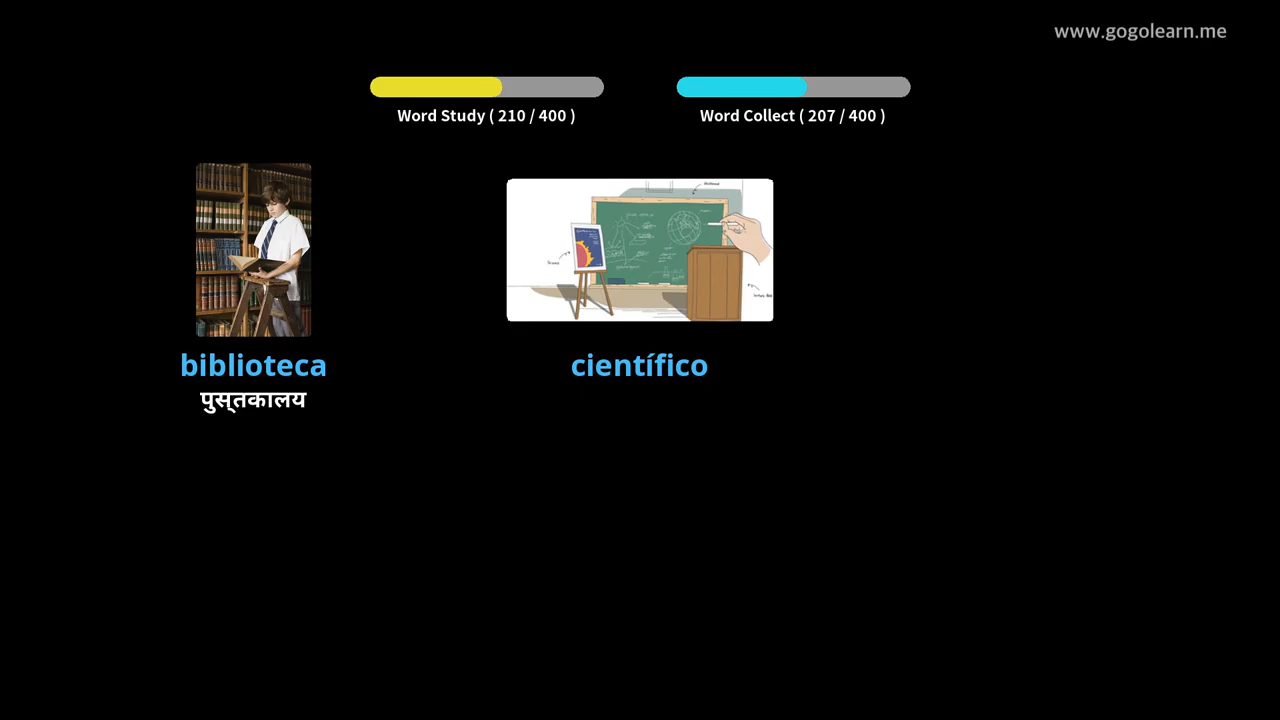 www.gogolearn.me
Word Study ( 210 / 400 )
Word Collect ( 207 / 400 )
biblioteca
científico
पुस्तकालय